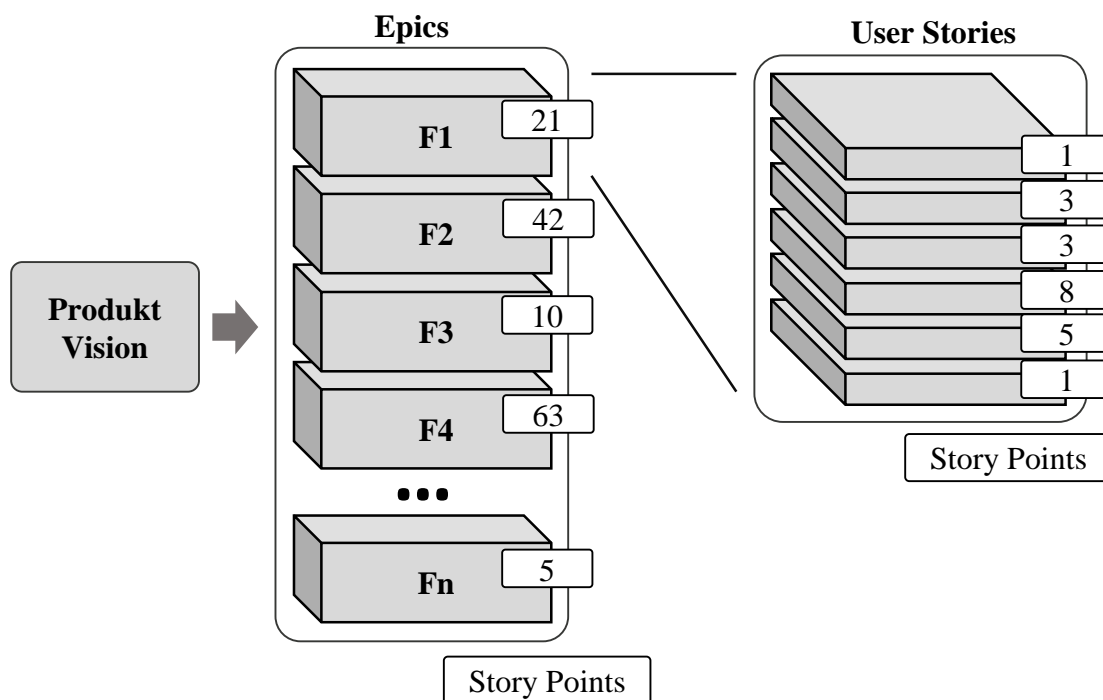 Epics
User Stories
F1
21
F2
42
F3
10
F4
63
Fn
5
Produkt
Vision
1
3
3
8
5
1
Story Points
Story Points